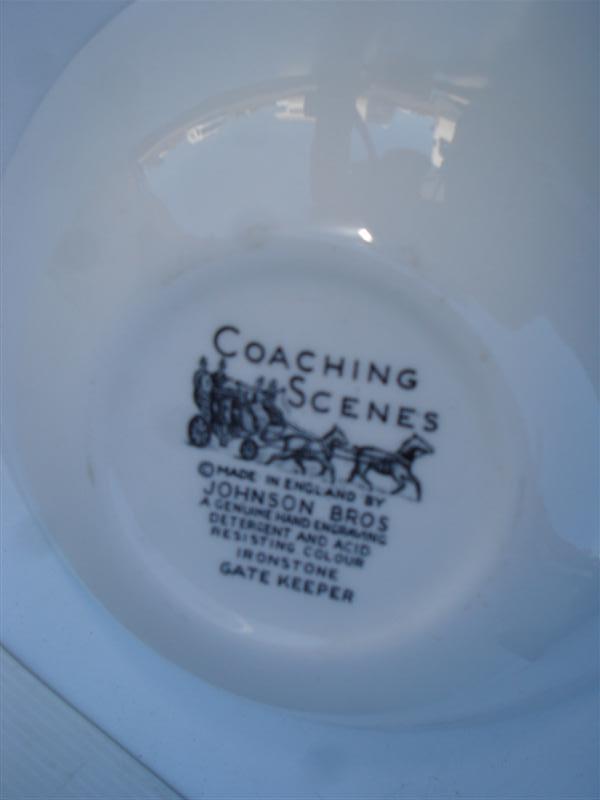 COACHING
SCENES
© MADE IN ENGLAND BY
JOHNSON BROS
A GENUINE HAND ENGRAVING
DETERGENT AND ACID
RESISTING COLOUR
IRONSTONE
GATE KEEPER